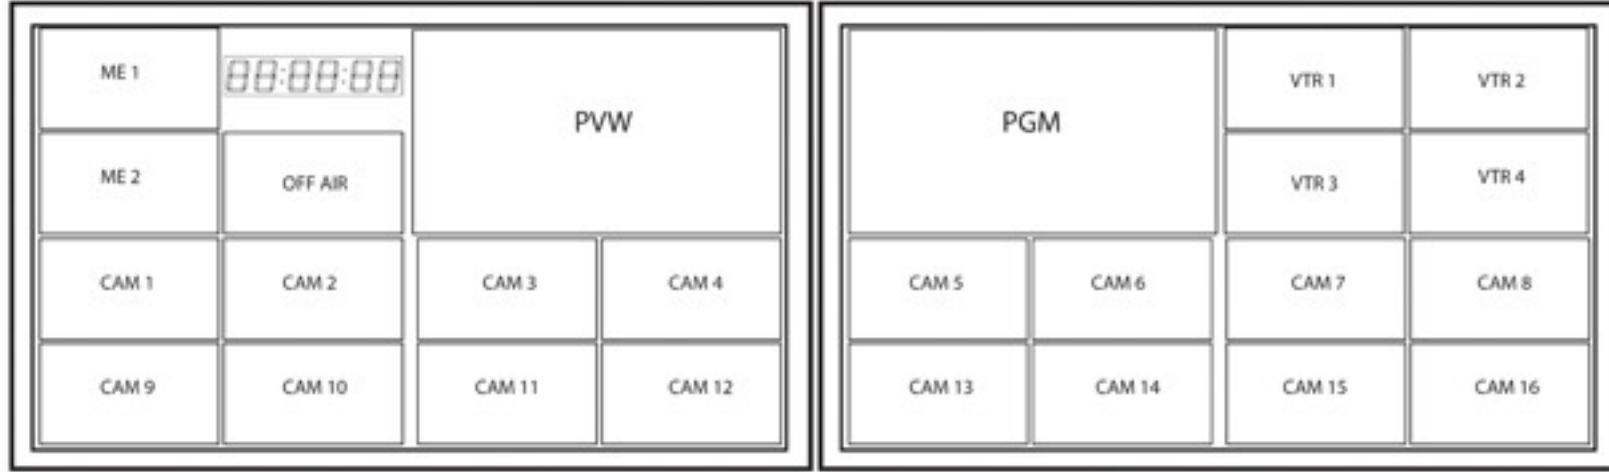 ME 1
88:88:88
PVW
ME 2
OFF AIR
CAM 1
CAM 2
CAM 3
CAM 4
CAM 9
CAM 10
CAM 11
CAM 12
PGM
VTR 1
VTR 2
VTR 3
VTR 4
CAM 5
CAM 6
CAM 7
CAM 8
CAM 13
CAM 14
CAM 15
CAM 16